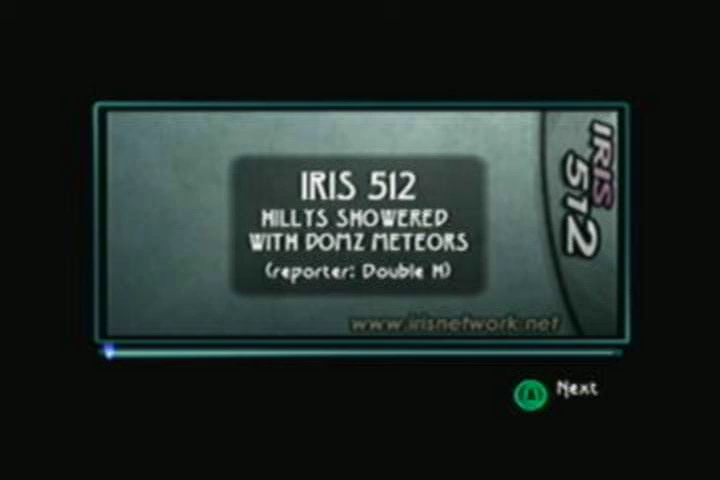 IRIS 512
HILLYS SHOWERED
WITH DOMZ METEORS
(reporter: Double H)
www.irisnetwork.net
IRIS
512
A Next